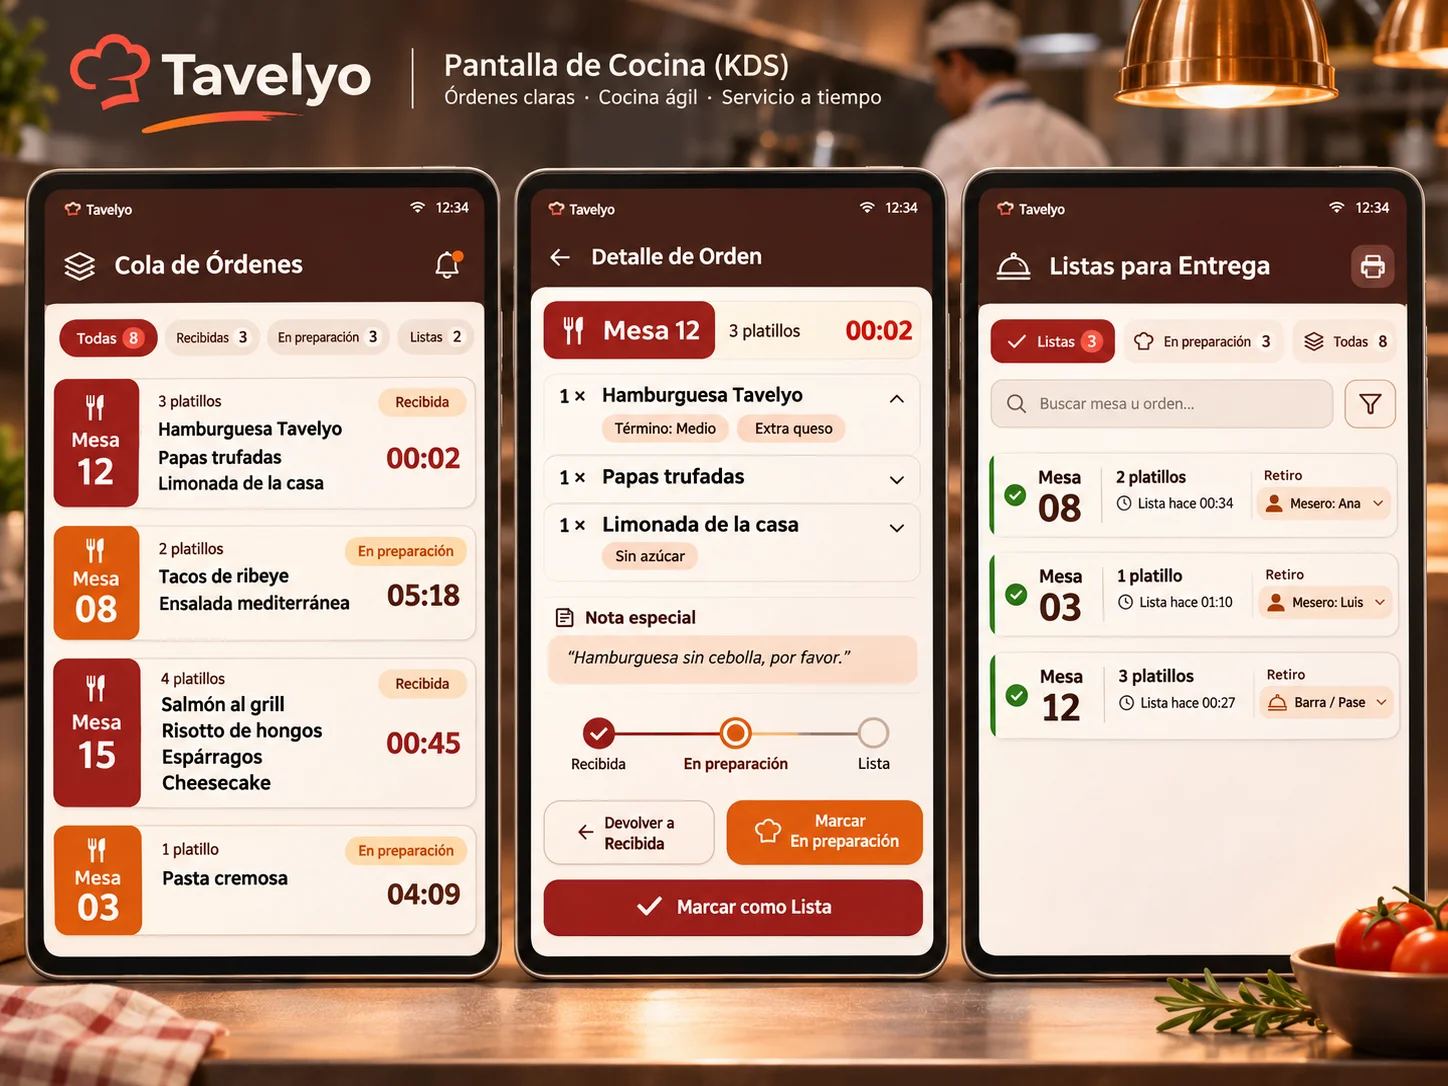 Tavelyo
Pantalla de Cocina (KDS)
Órdenes claras · Cocina ágil · Servicio a tiempo
Tavelyo
12:34
Cola de Órdenes
Todas 8
Recibidas 3
En preparación 3
Listas 2
Mesa
12
3 platillos
Recibida
Hamburguesa Tavelyo
Papas trufadas
Limonada de la casa
00:02
Mesa
08
2 platillos
En preparación
Tacos de ribeye
Ensalada mediterránea
05:18
Mesa
15
4 platillos
Recibida
Salmón al grill
Risotto de hongos
Espárragos
Cheesecake
00:45
Mesa
03
1 platillo
En preparación
Pasta cremosa
04:09
Tavelyo
12:34
Detalle de Orden
Mesa 12
3 platillos
00:02
1 × Hamburguesa Tavelyo
Término: Medio
Extra queso
1 × Papas trufadas
1 × Limonada de la casa
Sin azúcar
Nota especial
“Hamburguesa sin cebolla, por favor.”
Recibida
En preparación
Lista
Devolver a
Recibida
Marcar
En preparación
Marcar como Lista
Tavelyo
12:34
Listas para Entrega
Listas 3
En preparación 3
Todas 8
Buscar mesa u orden...
Mesa
08
2 platillos
Lista hace 00:34
Retiro
Mesero: Ana
Mesa
03
1 platillo
Lista hace 01:10
Retiro
Mesero: Luis
Mesa
12
3 platillos
Lista hace 00:27
Retiro
Barra / Pase